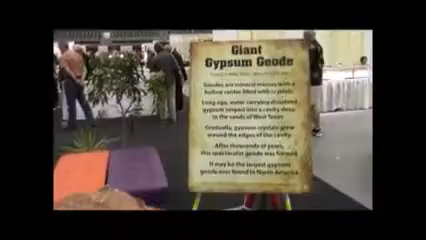 Giant
Gypsum Geode
Geodes are mineral masses with a
hollow center filled with crystals.
Long ago, water carrying dissolved
gypsum seeped into a cavity deep
in the sands of West Texas.
Gradually, gypsum crystals grew
around the edges of the cavity.
After thousands of years,
this spectacular geode was formed.
It may be the largest gypsum
geode ever found in North America